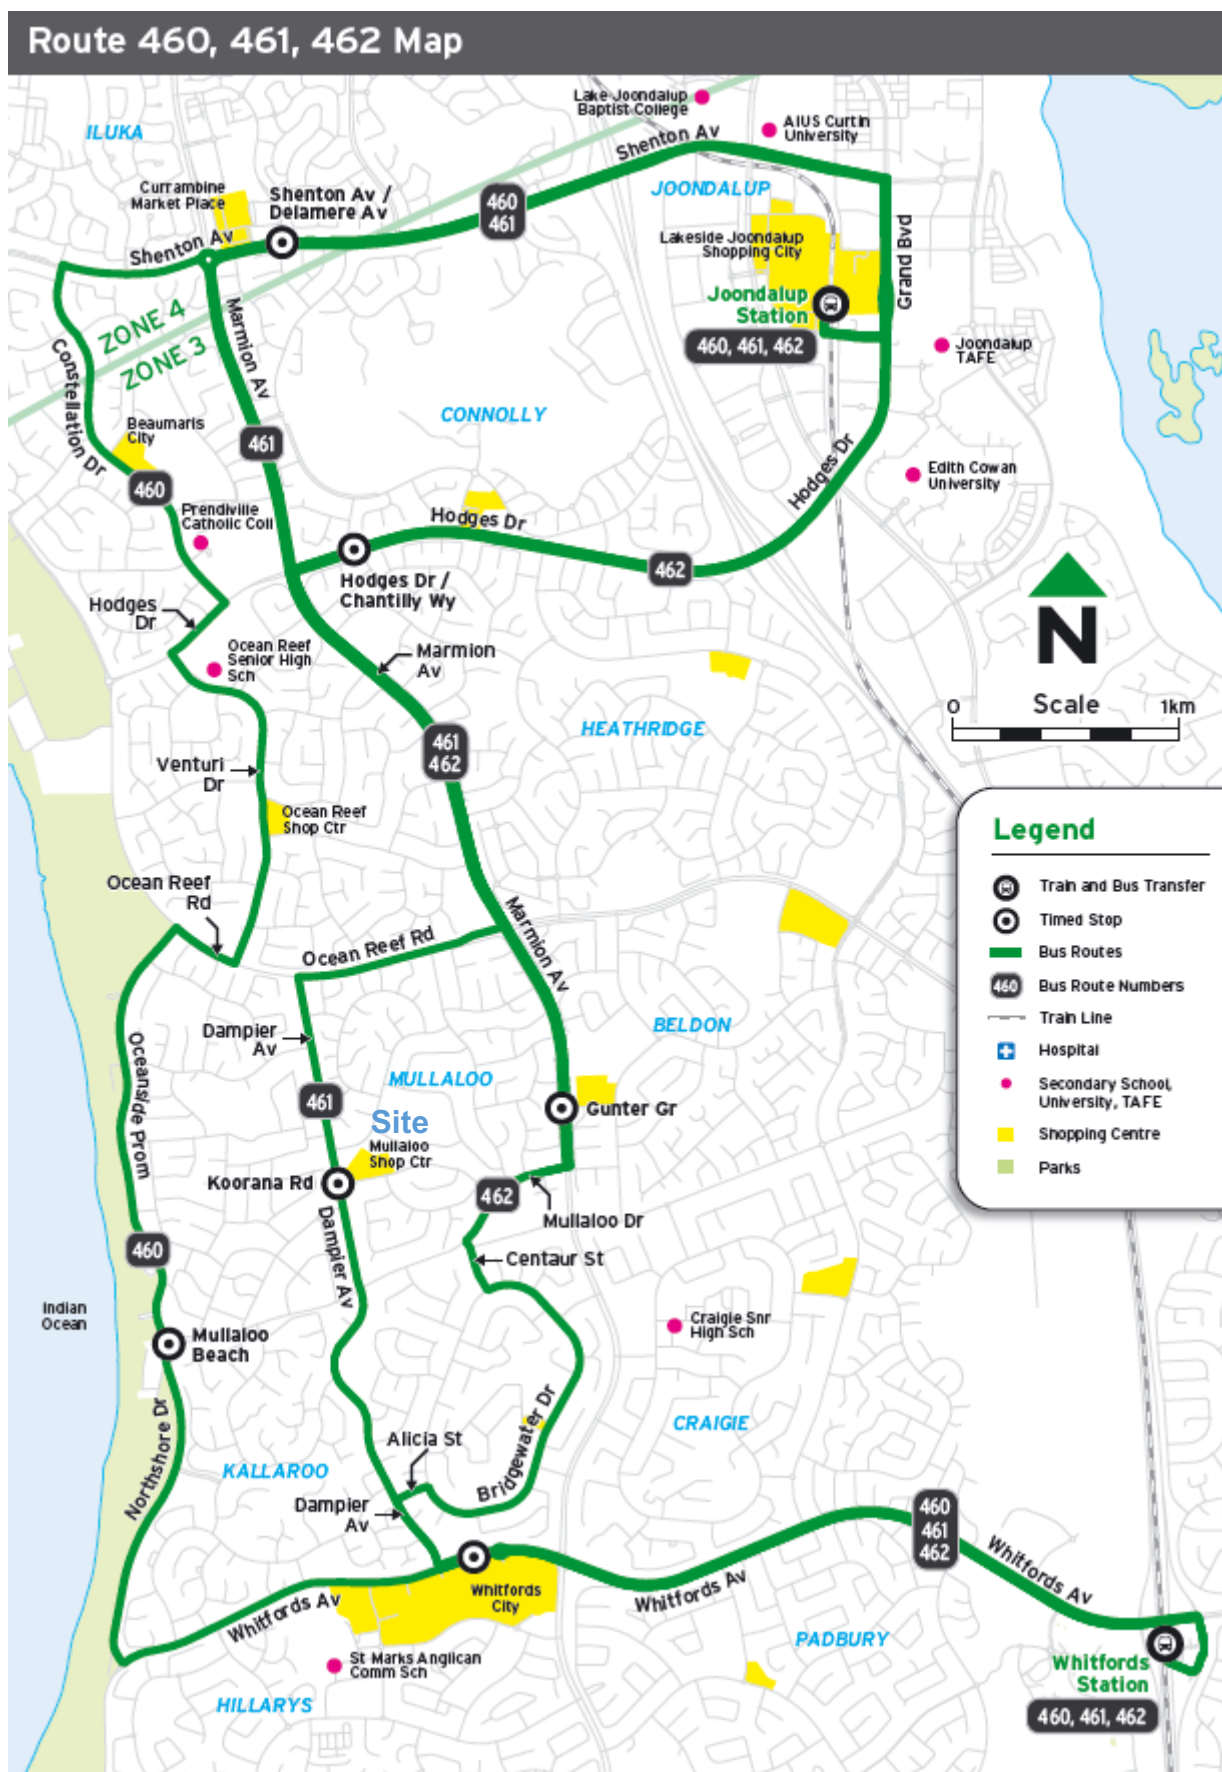 Route 460, 461, 462 Map
Lake Joondalup
Baptist College
AIUS Curtin
University
ILUKA
Shenton Av
JOONDALUP
Currambine
Market Place
Shenton Av /
Delamere Av
460
461
Shenton Av
Lakeside Joondalup
Shopping City
Grand Bvd
Joondalup
Station
460, 461, 462
ZONE 4
ZONE 3
Marmion Av
Joondalup
TAFE
Constellation Dr
CONNOLLY
Beaumaris
City
461
Hodges Dr
Edith Cowan
University
460
Prendiville
Catholic Coll
Hodges Dr
462
Hodges Dr /
Chantilly Wy
Hodges
Dr
N
Ocean Reef
Senior High
Sch
Marmion
Av
Scale
0
1km
HEATHRIDGE
461
462
Venturi
Dr
Ocean Reef
Shop Ctr
Legend
Train and Bus Transfer
Timed Stop
Bus Routes
460
Bus Route Numbers
Train Line
Hospital
Secondary School,
University, TAFE
Shopping Centre
Parks
Ocean Reef
Rd
Ocean Reef Rd
Marmion Av
Dampier
Av
BELDON
Oceanside Prom
MULLALOO
461
Site
Gunter Gr
Mullaloo
Shop Ctr
Koorana Rd
462
Mullaloo Dr
Dampier Av
460
Centaur St
Indian
Ocean
Mullaloo
Beach
Craigie Snr
High Sch
Northshore Dr
Bridgewater Dr
CRAIGIE
Alicia St
KALLAROO
Dampier
Av
460
461
462
Whitfords Av
Whitfords
City
Whitfords Av
Whitfords Av
PADBURY
St Marks Anglican
Comm Sch
Whitfords
Station
460, 461, 462
HILLARYS